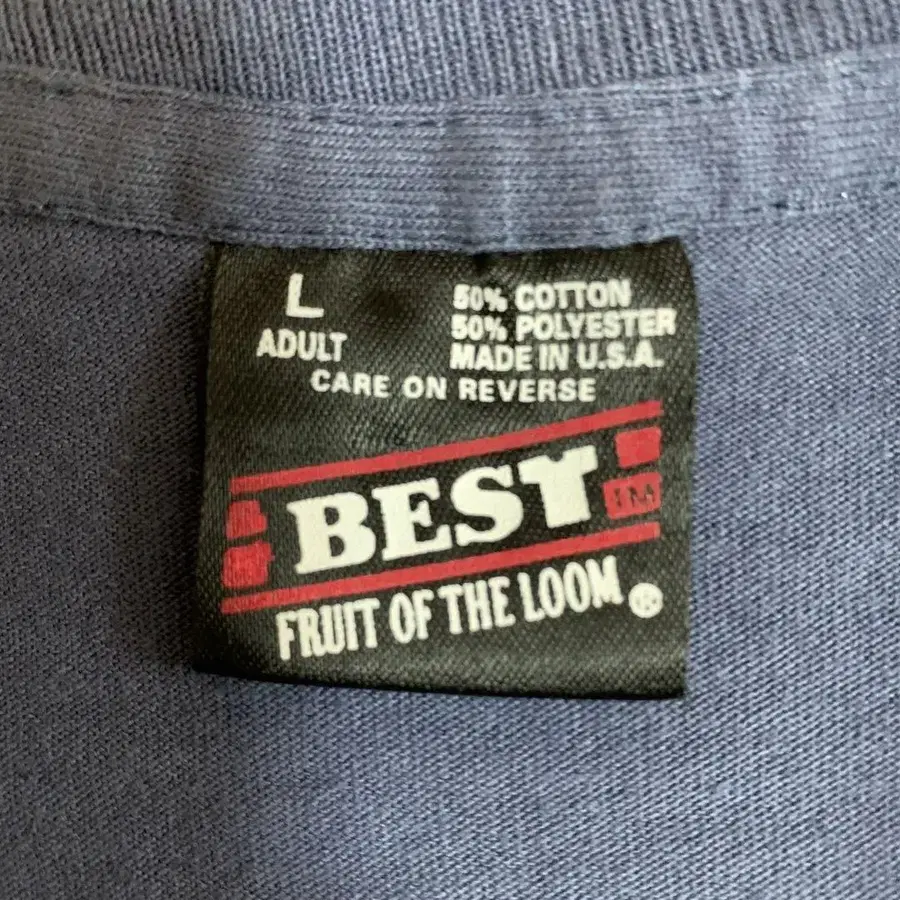 L
ADULT
50% COTTON
50% POLYESTER
MADE IN U.S.A.
CARE ON REVERSE
BEST
TM
FRUIT OF THE LOOM ®